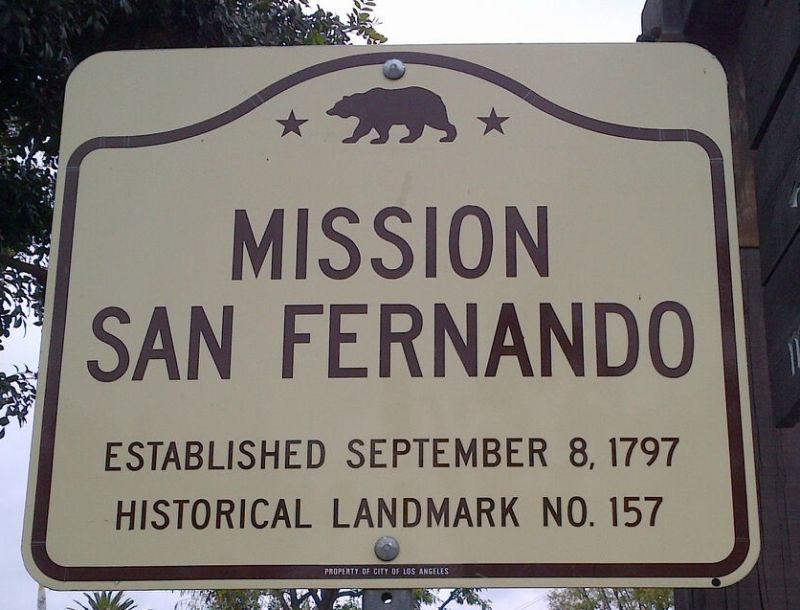 MISSION
SAN FERNANDO
ESTABLISHED SEPTEMBER 8, 1797
HISTORICAL LANDMARK NO. 157
PROPERTY OF CITY OF LOS ANGELES